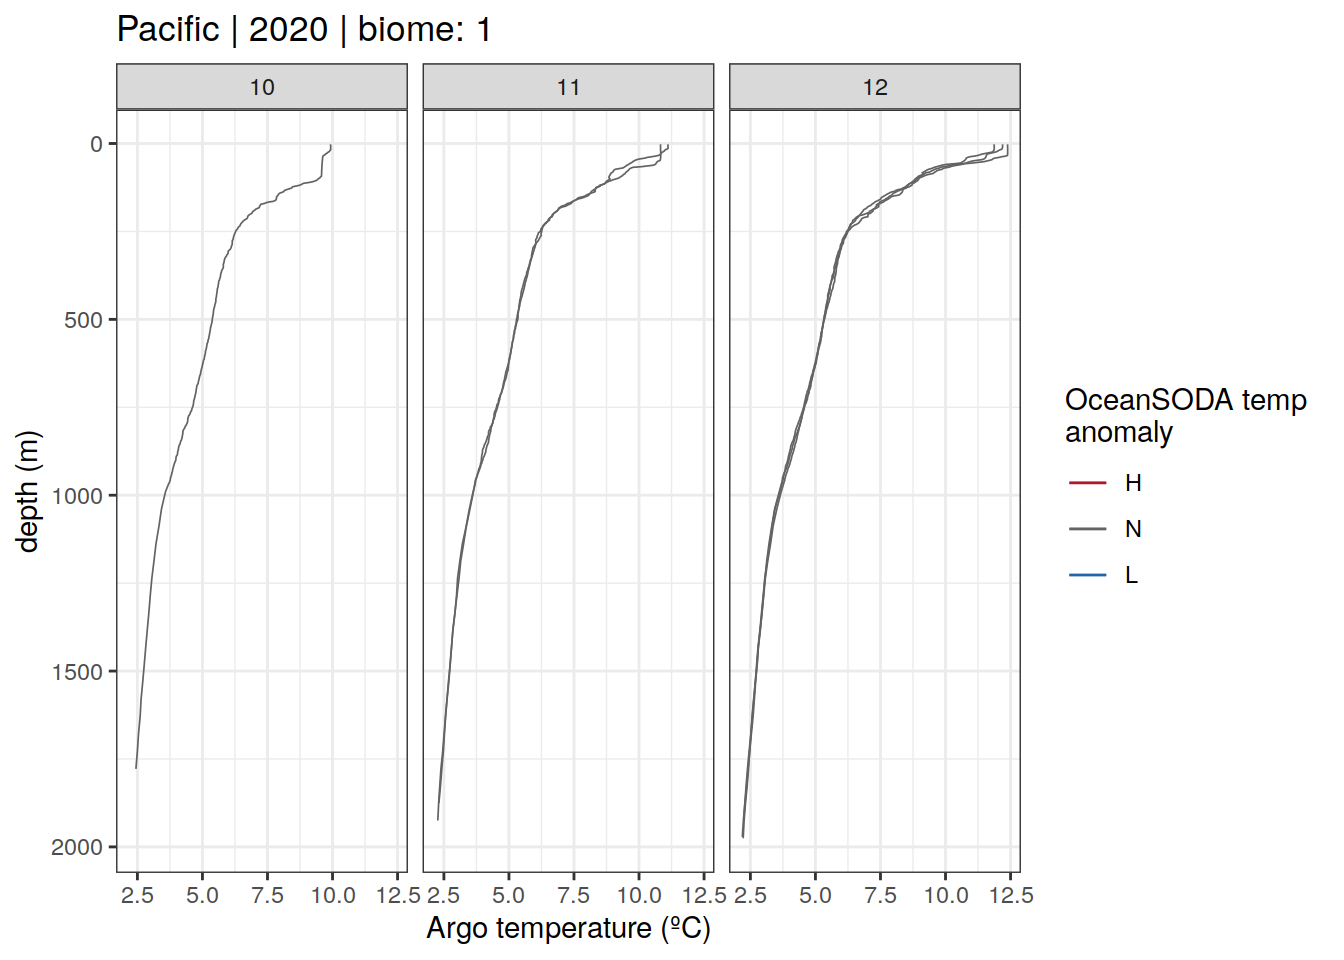 Pacific | 2020 | biome: 1
10
11
12
0
500
1000
1500
2000
depth (m)
2.5 5.0 7.5 10.0 12.5
2.5 5.0 7.5 10.0 12.5
2.5 5.0 7.5 10.0 12.5
Argo temperature (ºC)
OceanSODA temp
anomaly
H
N
L